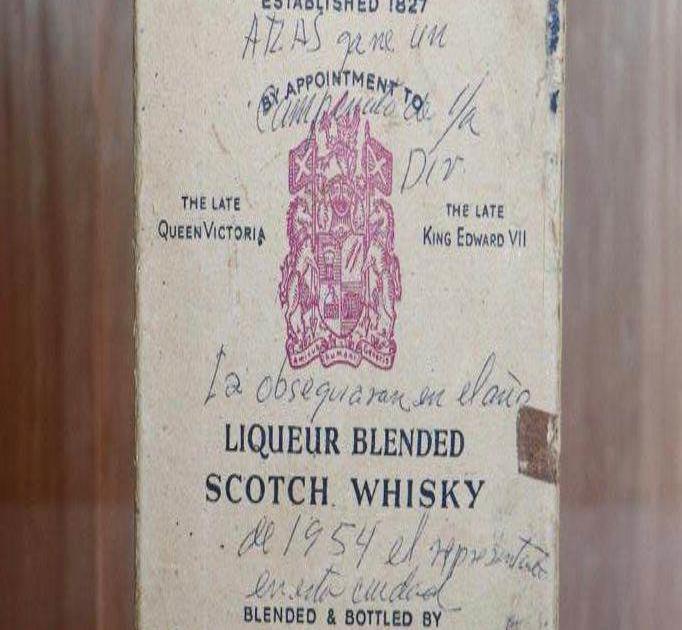 ESTABLISHED 1827
ATLAS gane un
BY APPOINTMENT TO
Campeonato de 1/a
Div.
THE LATE
QUEEN VICTORIA
THE LATE
KING EDWARD VII
HUMANI
La obsequiaron en el año
LIQUEUR BLENDED
SCOTCH WHISKY
de 1954 el representante
en esta ciudad
BLENDED & BOTTLED BY